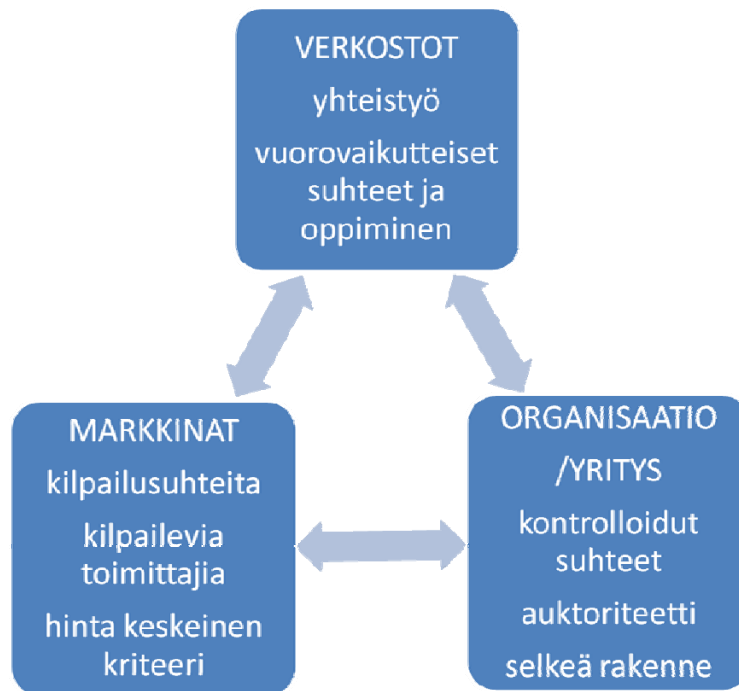 VERKOSTOT
yhteistyö
vuorovaikutteiset
suhteet ja
oppiminen
MARKKINAT
kilpailusuhteita
kilpailevia
toimittajia
hinta keskeinen
kriteeri
ORGANISAATIO
/YRITYS
kontrolloidut
suhteet
auktoriteetti
selkeä rakenne